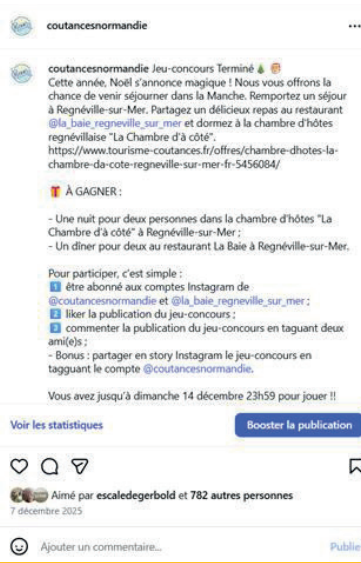 coutancesnormandie
coutancesnormandie Jeu-concours Terminé🎄 🎅
Cette année, Noël s'annonce magique ! Nous vous offrons la
chance de venir séjourner dans la Manche. Remportez un séjour
à Regnéville-sur-Mer. Partagez un délicieux repas au restaurant
@la_baie_regneville_sur_mer et dormez à la chambre d'hôtes
regnévillaise "La Chambre d'à côté".
https://www.tourisme-coutances.fr/offres/chambre-dhotes-la-
chambre-da-cote-regneville-sur-mer-fr-5456084/
🎁 À GAGNER :
- Une nuit pour deux personnes dans la chambre d'hôtes "La
Chambre d'à côté" à Regnéville-sur-Mer ;
- Un dîner pour deux au restaurant La Baie à Regnéville-sur-Mer.
Pour participer, c'est simple :
1️⃣ être abonné aux comptes Instagram de
@coutancesnormandie et @la_baie_regneville_sur_mer ;
2️⃣ liker la publication du jeu-concours ;
3️⃣ commenter la publication du jeu-concours en taguant deux
ami(e)s ;
- Bonus : partager en story Instagram le jeu-concours en
tagguant le compte @coutancesnormandie.
Vous avez jusqu'à dimanche 14 décembre 23h59 pour jouer !!
Voir les statistiques
Booster la publication
Aimé par escaledegerbold et 782 autres personnes
7 décembre 2025
Ajouter un commentaire...
Publie